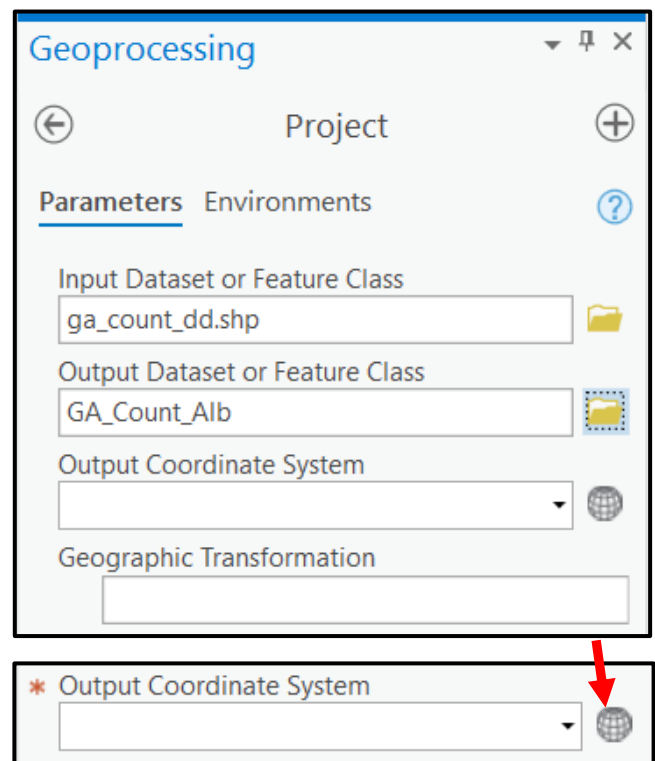 Geoprocessing
Project
Parameters Environments
Input Dataset or Feature Class
ga_count_dd.shp
Output Dataset or Feature Class
GA_Count_Alb
Output Coordinate System
Geographic Transformation
* Output Coordinate System